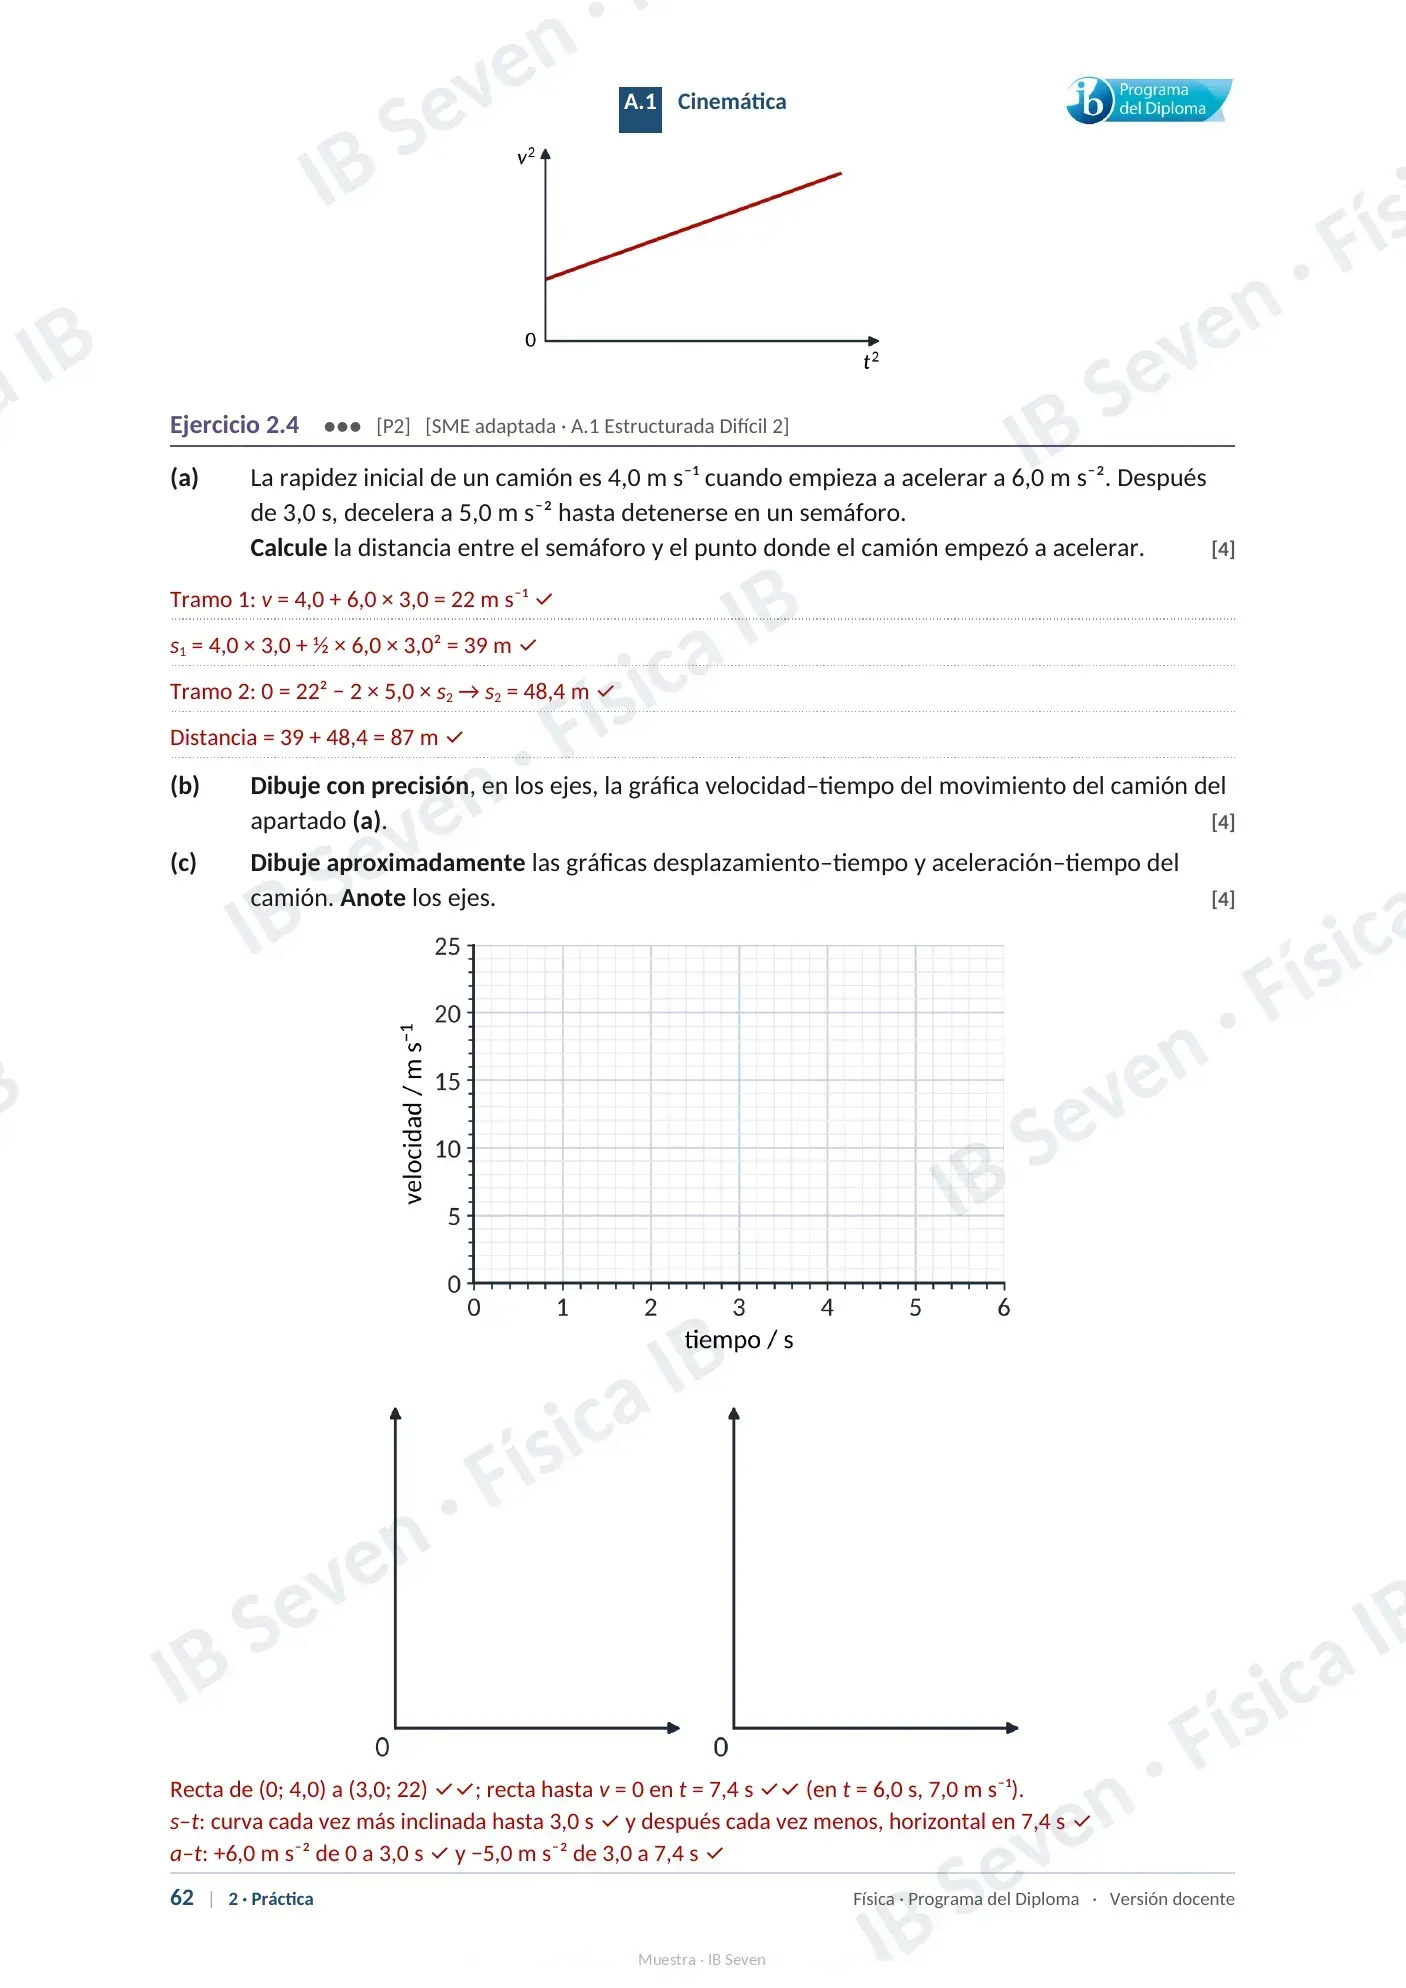 A.1 Cinemática
Programa
del Diploma
v²
0
t²
Ejercicio 2.4 ●●● [P2] [SME adaptada · A.1 Estructurada Difícil 2]
(a) La rapidez inicial de un camión es 4,0 m s⁻¹ cuando empieza a acelerar a 6,0 m s⁻². Después
de 3,0 s, decelera a 5,0 m s⁻² hasta detenerse en un semáforo.
Calcule la distancia entre el semáforo y el punto donde el camión empezó a acelerar. [4]
Tramo 1: v = 4,0 + 6,0 × 3,0 = 22 m s⁻¹ ✓
s₁ = 4,0 × 3,0 + ½ × 6,0 × 3,0² = 39 m ✓
Tramo 2: 0 = 22² − 2 × 5,0 × s₂ → s₂ = 48,4 m ✓
Distancia = 39 + 48,4 = 87 m ✓
(b) Dibuje con precisión, en los ejes, la gráfica velocidad–tiempo del movimiento del camión del
apartado (a). [4]
(c) Dibuje aproximadamente las gráficas desplazamiento–tiempo y aceleración–tiempo del
camión. Anote los ejes. [4]
25
20
15
10
5
0
velocidad / m s⁻¹
0 1 2 3 4 5 6
tiempo / s
0 0
Recta de (0; 4,0) a (3,0; 22) ✓✓; recta hasta v = 0 en t = 7,4 s ✓✓ (en t = 6,0 s, 7,0 m s⁻¹).
s–t: curva cada vez más inclinada hasta 3,0 s ✓ y después cada vez menos, horizontal en 7,4 s ✓
a–t: +6,0 m s⁻² de 0 a 3,0 s ✓ y −5,0 m s⁻² de 3,0 a 7,4 s ✓
62 | 2 · Práctica Física · Programa del Diploma · Versión docente
Muestra · IB Seven
IB Seven · Física IB